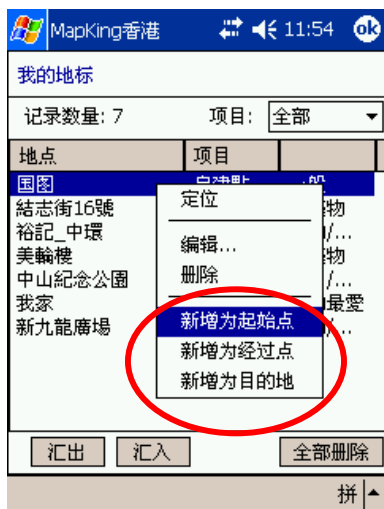 MapKing香港 11:54 ok
我的地标
记录数量: 7 项目: 全部
地点 项目
国图
結志街16號
裕記_中環
美輪樓
中山紀念公園
我家
新九龍廣場
物
/...
物
/...
最愛
/...
定位
编辑...
删除
新增为起始点
新增为经过点
新增为目的地
汇出 汇入 全部删除
拼